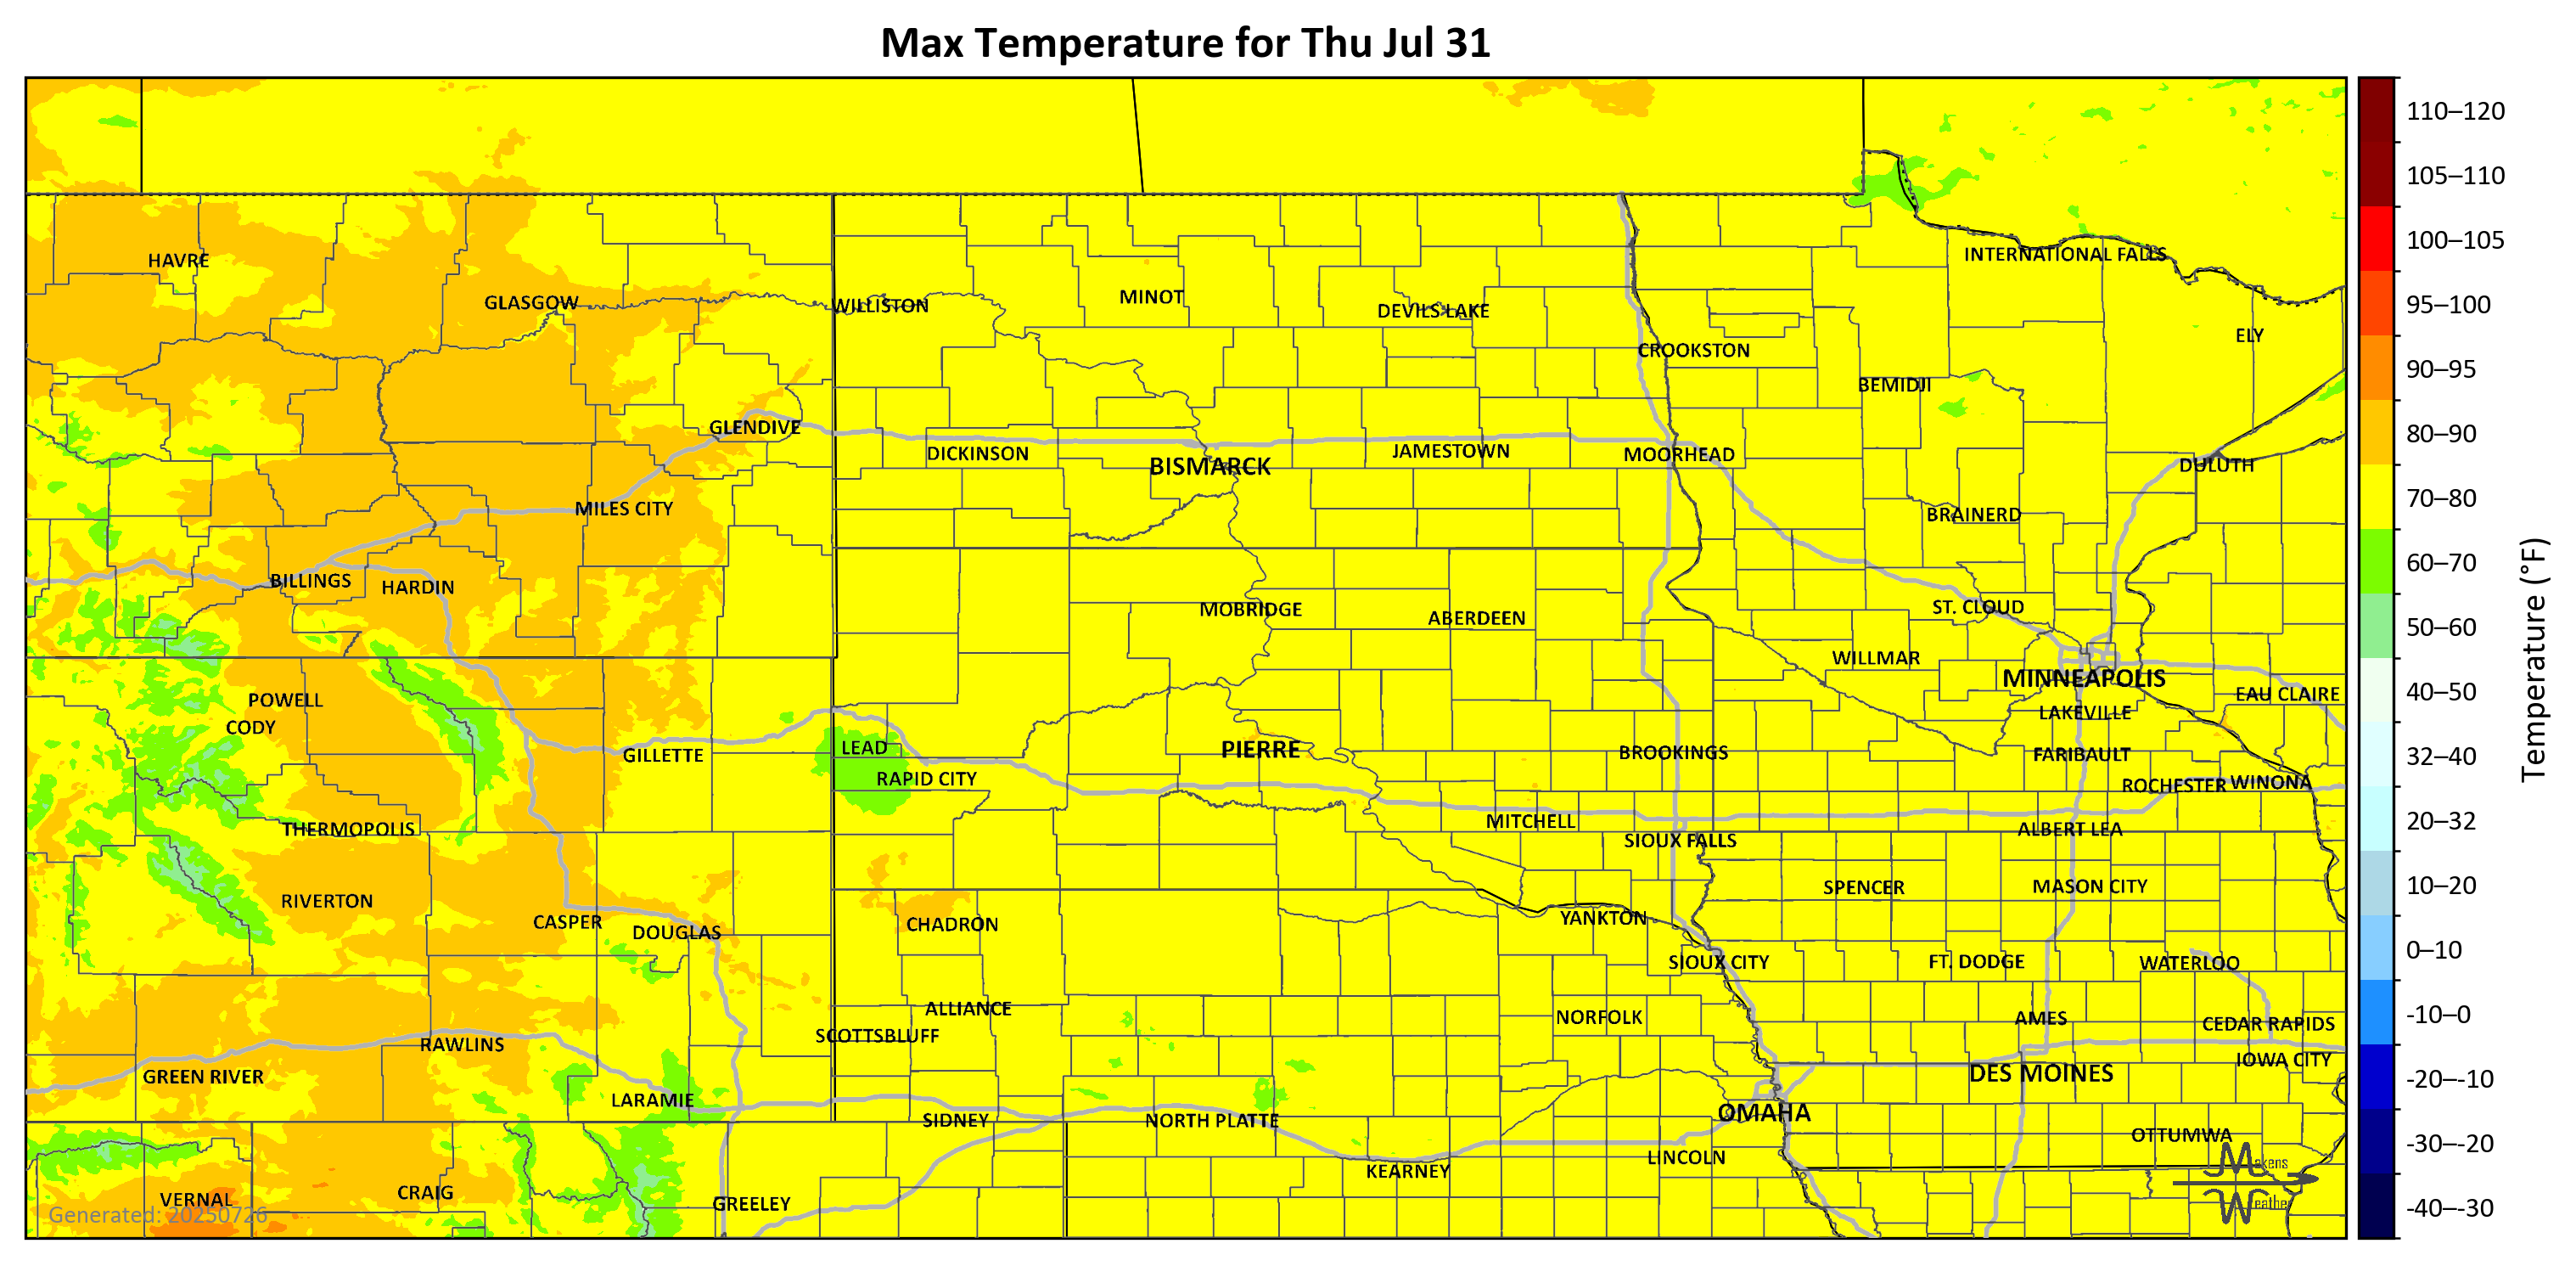 Max Temperature for Thu Jul 31
110–120
105–110
100–105
95–100
90–95
80–90
70–80
60–70
50–60
40–50
32–40
20–32
10–20
0–10
-10–0
-20–-10
-30–-20
-40–-30
Temperature (°F)
HAVRE
INTERNATIONAL FALLS
GLASGOW
WILLISTON
MINOT
DEVILS LAKE
ELY
CROOKSTON
BEMIDJI
GLENDIVE
DICKINSON
BISMARCK
JAMESTOWN
MOORHEAD
DULUTH
MILES CITY
BRAINERD
BILLINGS
HARDIN
MOBRIDGE
ABERDEEN
ST. CLOUD
WILLMAR
MINNEAPOLIS
EAU CLAIRE
POWELL
CODY
LAKEVILLE
GILLETTE
LEAD
RAPID CITY
PIERRE
BROOKINGS
FARIBAULT
ROCHESTER
WINONA
THERMOPOLIS
MITCHELL
SIOUX FALLS
ALBERT LEA
RIVERTON
SPENCER
MASON CITY
CASPER
DOUGLAS
CHADRON
YANKTON
SIOUX CITY
FT. DODGE
WATERLOO
ALLIANCE
SCOTTSBLUFF
NORFOLK
AMES
CEDAR RAPIDS
RAWLINS
IOWA CITY
GREEN RIVER
DES MOINES
LARAMIE
SIDNEY
NORTH PLATTE
OMAHA
OTTUMWA
LINCOLN
KEARNEY
VERNAL
CRAIG
GREELEY
Generated: 20250726
Makens
Weather